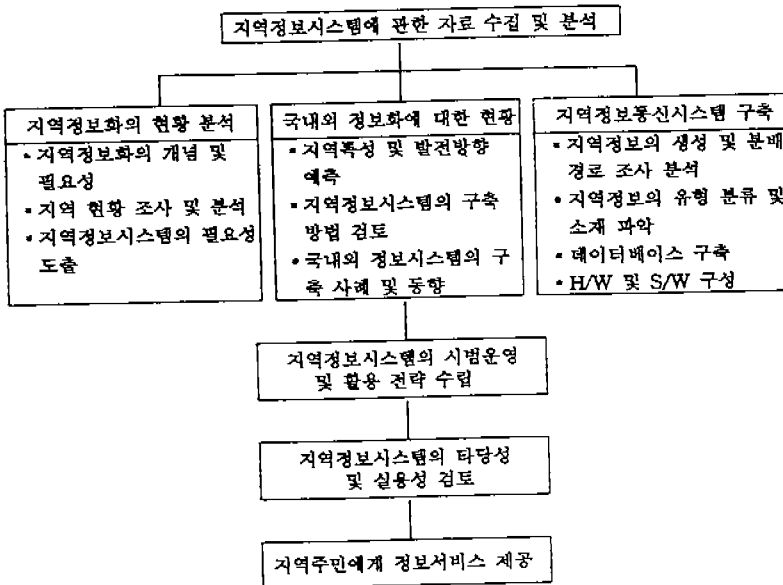 지역정보시스템에 관한 자료 수집 및 분석
지역정보화의 현황 분석
▪ 지역정보화의 개념 및
필요성
▪ 지역 현황 조사 및 분석
▪ 지역정보시스템의 필요성
도출
국내외 정보화에 대한 현황
▪ 지역특성 및 발전방향
예측
▪ 지역정보시스템의 구축
방법 검토
▪ 국내외 정보시스템의 구
축 사례 및 동향
지역정보통신시스템 구축
▪ 지역정보의 생성 및 분배
경로 조사 분석
▪ 지역정보의 유형 분류 및
소재 파악
▪ 데이터베이스 구축
▪ H/W 및 S/W 구성
지역정보시스템의 시범운영
및 활용 전략 수립
지역정보시스템의 타당성
및 실용성 검토
지역주민에게 정보서비스 제공